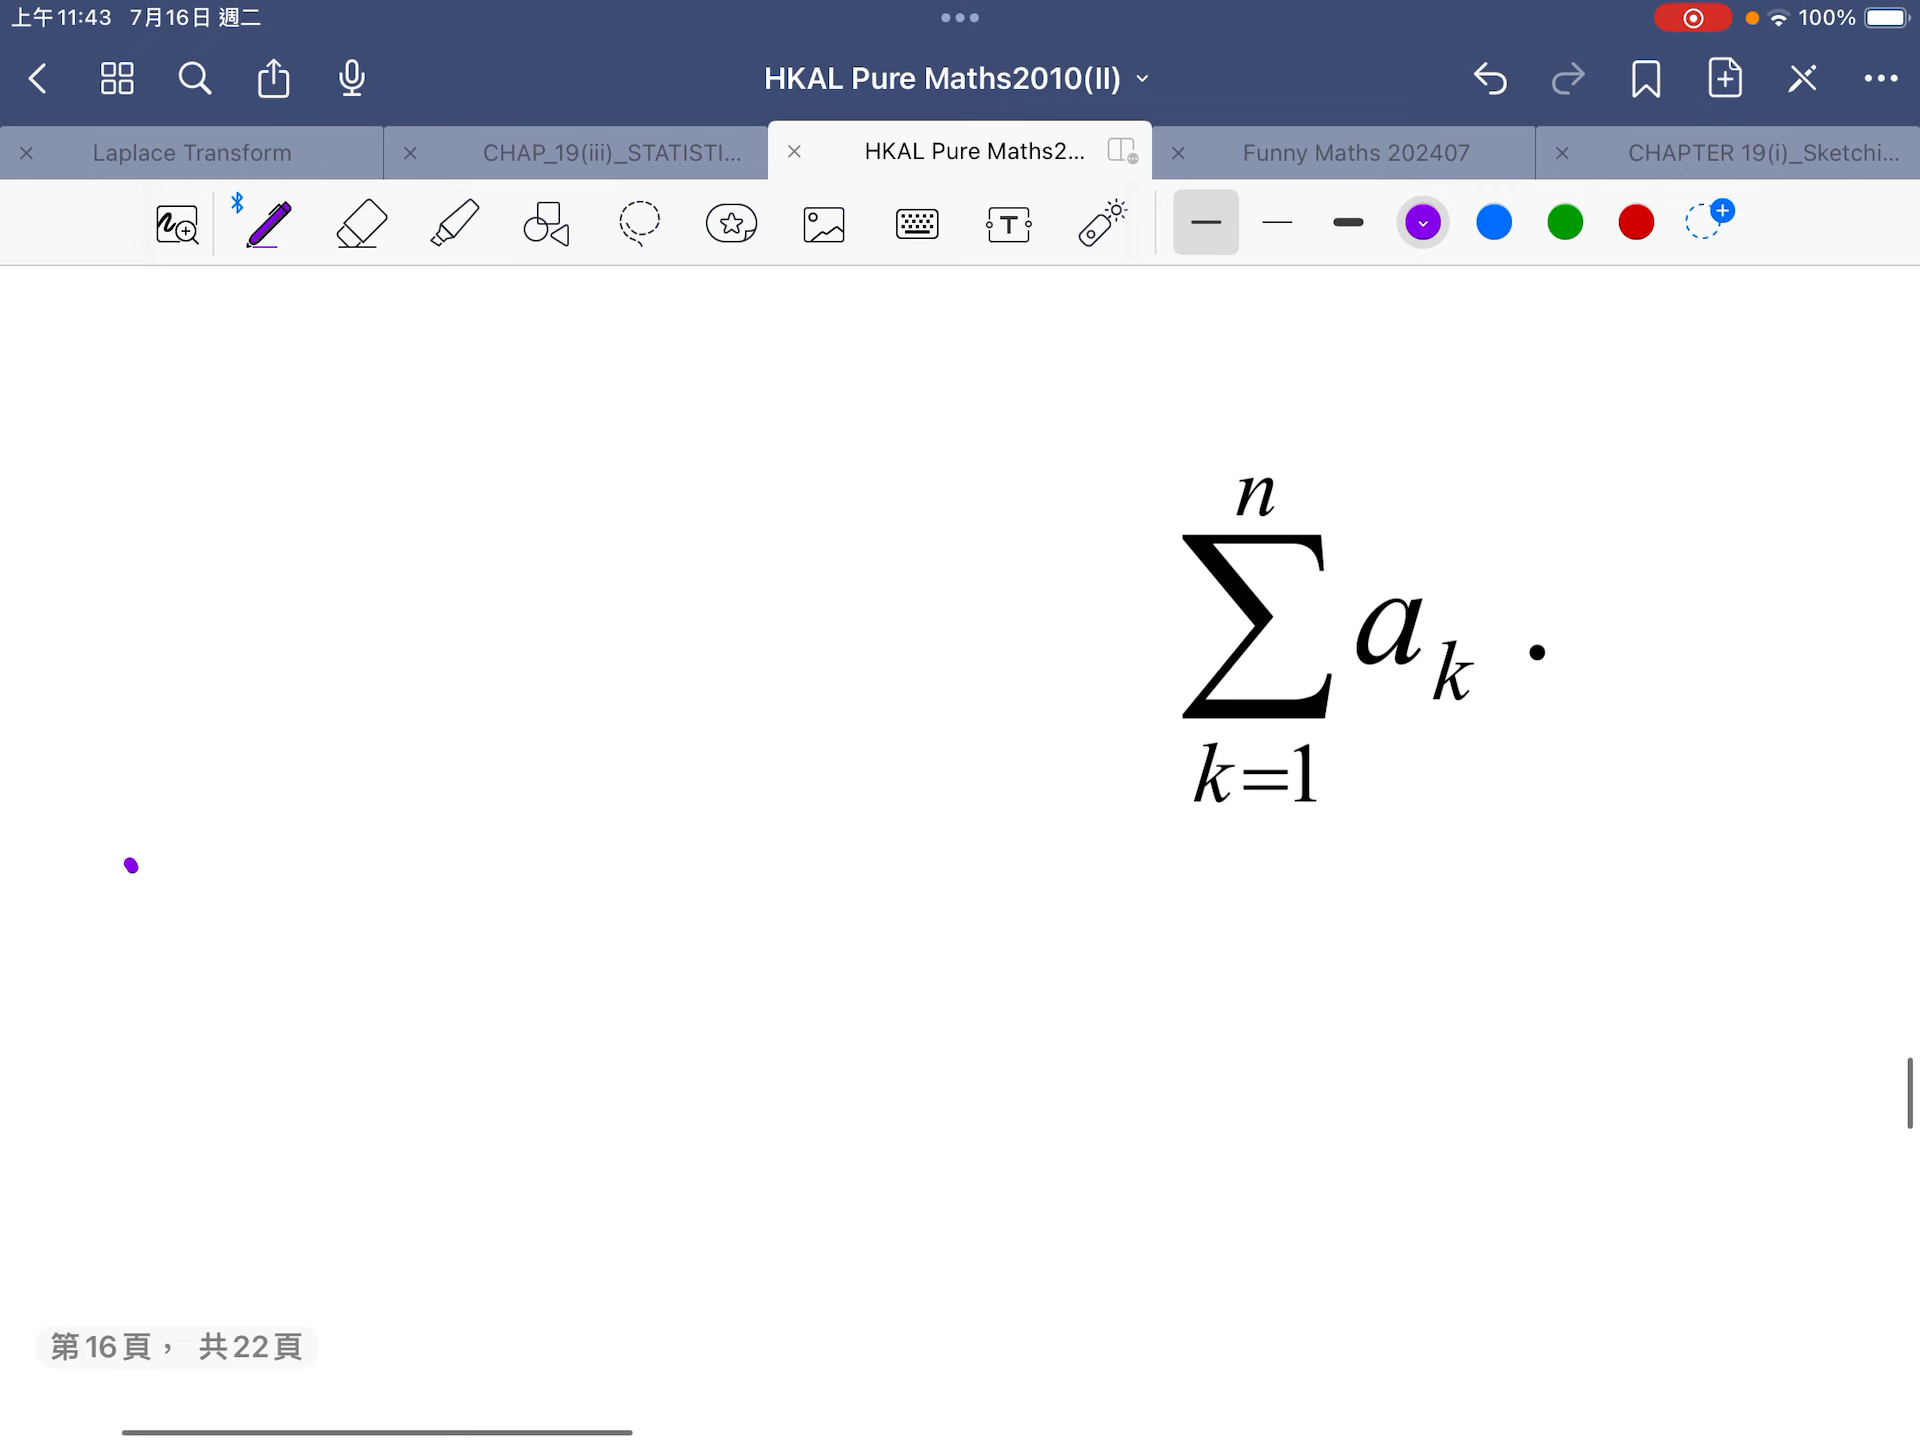 上午11:43 7月16日 週二
100%
HKAL Pure Maths2010(II)
Laplace Transform
CHAP_19(iii)_STATISTI...
HKAL Pure Maths2...
Funny Maths 202407
CHAPTER 19(i)_Sketchi...
T
n
∑ a_k .
k=1
第16頁， 共22頁